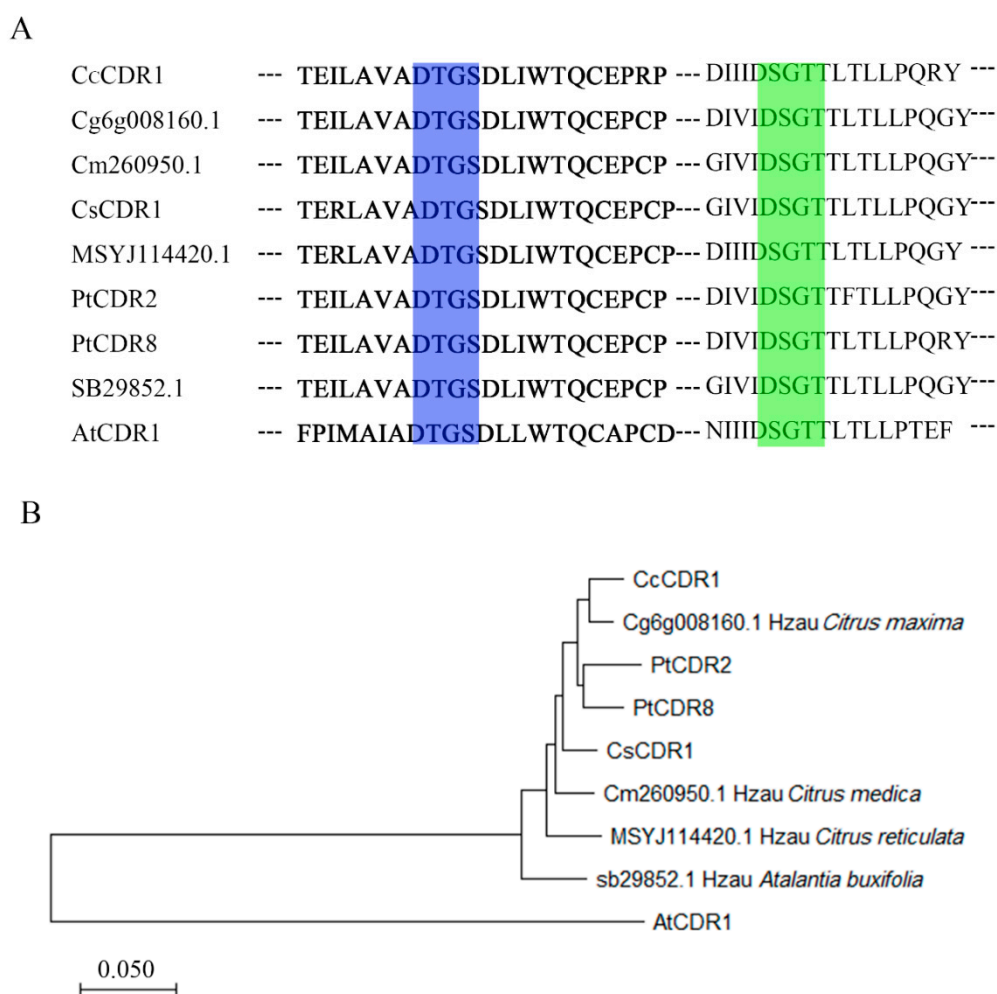 A
CcCDR1 --- TEILAVADTGSDLIWTQCEPRP --- DIIIDSGTTLTLLPQRY ---
Cg6g008160.1 --- TEILAVADTGSDLIWTQCEPCP --- DIVIDSGTTLTLLPQGY---
Cm260950.1 --- TEILAVADTGSDLIWTQCEPCP --- GIVIDSGTTLTLLPQGY---
CsCDR1 --- TERLAVADTGSDLIWTQCEPCP--- GIVIDSGTTLTLLPQGY---
MSYJ114420.1 --- TERLAVADTGSDLIWTQCEPCP--- DIIIDSGTTLTLLPQGY ---
PtCDR2 --- TEILAVADTGSDLIWTQCEPCP --- DIVIDSGTTFTLLPQGY---
PtCDR8 --- TEILAVADTGSDLIWTQCEPCP --- DIVIDSGTTLTLLPQRY---
SB29852.1 --- TEILAVADTGSDLIWTQCEPCP --- GIVIDSGTTLTLLPQGY---
AtCDR1 --- FPIMAIADTGSDLLWTQCAPCD--- NIIIDSGTTLTLLPTEF ---
B
CcCDR1
Cg6g008160.1 Hzau Citrus maxima
PtCDR2
PtCDR8
CsCDR1
Cm260950.1 Hzau Citrus medica
MSYJ114420.1 Hzau Citrus reticulata
sb29852.1 Hzau Atalantia buxifolia
AtCDR1
0.050